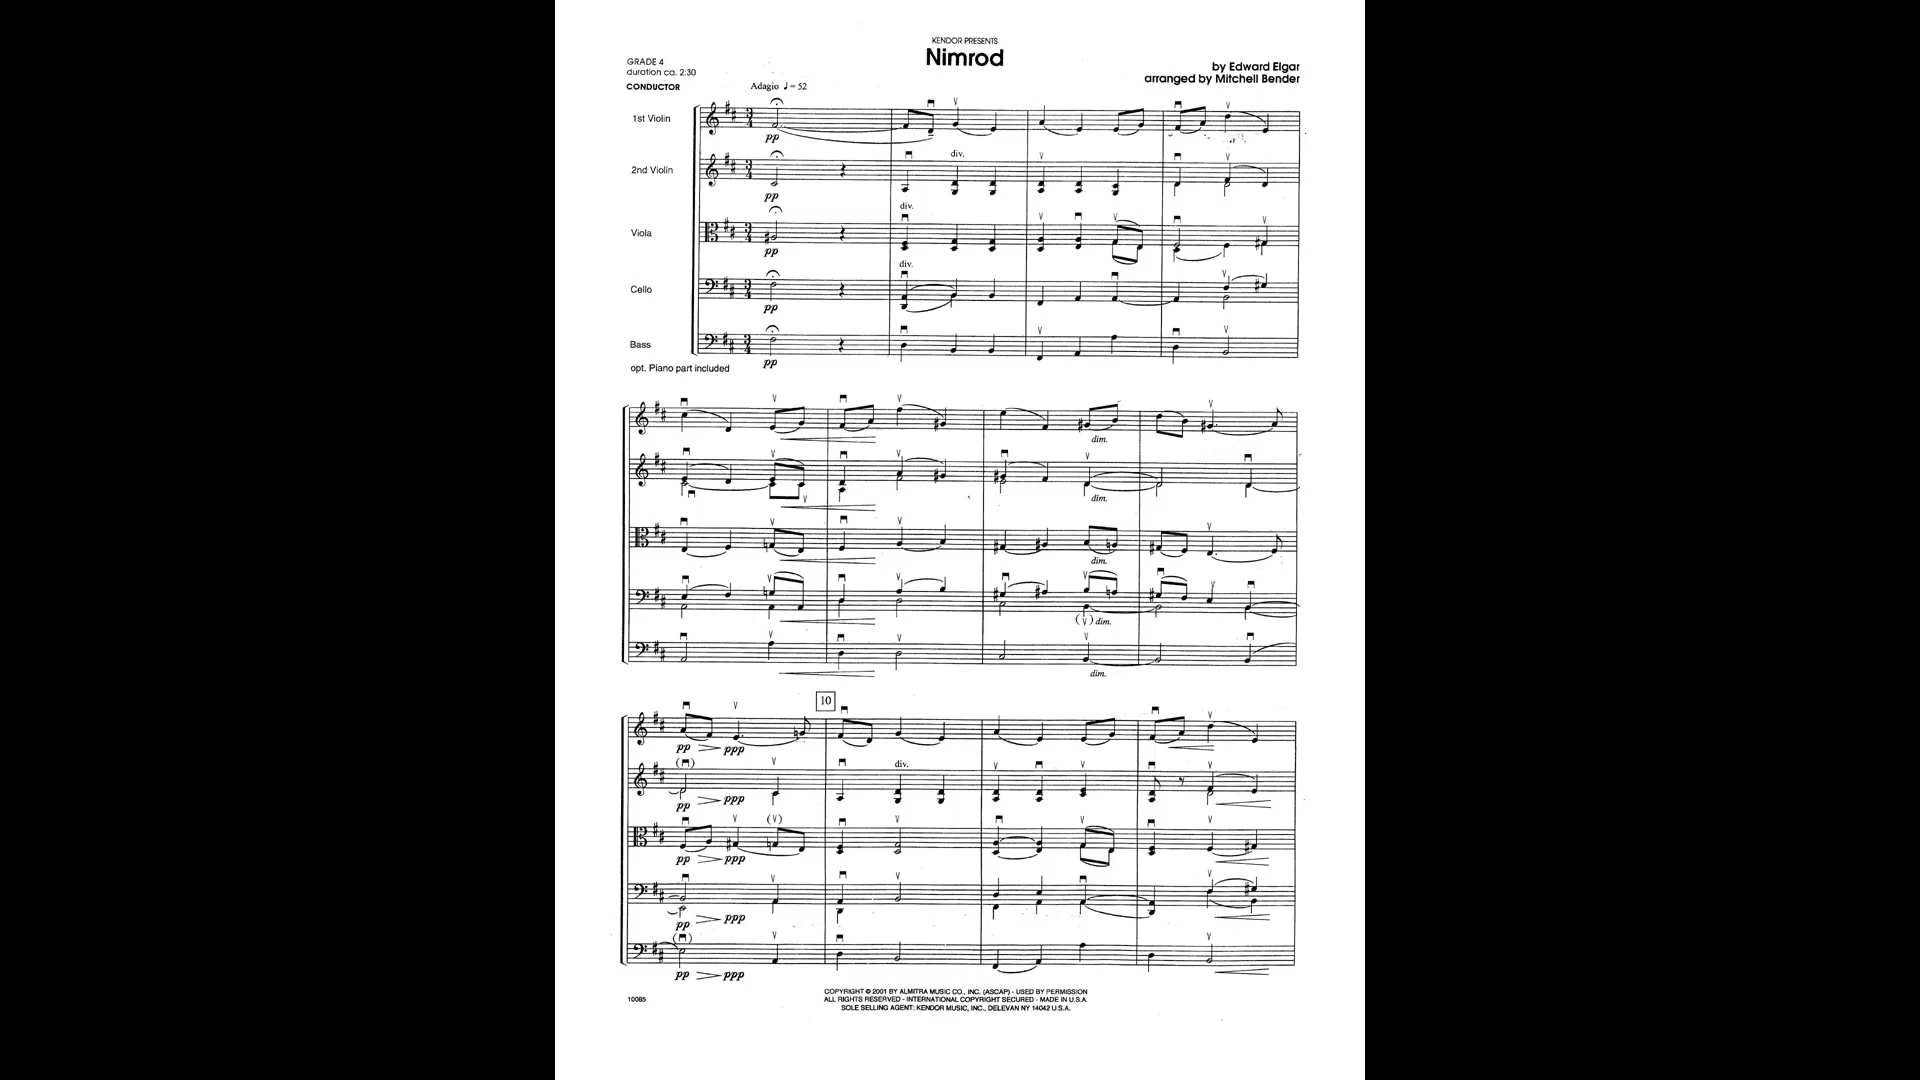 KENDOR PRESENTS
Nimrod
GRADE 4
duration ca. 2:30
by Edward Elgar
arranged by Mitchell Bender
CONDUCTOR
Adagio ♩ = 52
1st Violin
pp
div.
2nd Violin
pp
div.
Viola
pp
div.
Cello
pp
Bass
pp
opt. Piano part included
dim.
dim.
dim.
dim.
dim.
10
pp ppp
div.
pp ppp
pp ppp
pp ppp
pp ppp
10085
COPYRIGHT © 2001 BY ALMITRA MUSIC CO., INC. (ASCAP) - USED BY PERMISSION
ALL RIGHTS RESERVED - INTERNATIONAL COPYRIGHT SECURED - MADE IN U.S.A.
SOLE SELLING AGENT: KENDOR MUSIC, INC., DELEVAN NY 14042 U.S.A.